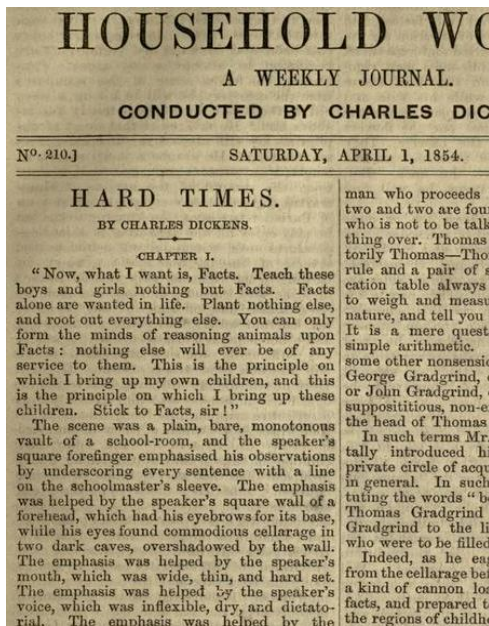 HOUSEHOLD WO
A WEEKLY JOURNAL.
CONDUCTED BY CHARLES DIC
No. 210.]
SATURDAY, APRIL 1, 1854.
HARD TIMES.
BY CHARLES DICKENS.
CHAPTER I.
"Now, what I want is, Facts. Teach these
boys and girls nothing but Facts. Facts
alone are wanted in life. Plant nothing else,
and root out everything else. You can only
form the minds of reasoning animals upon
Facts: nothing else will ever be of any
service to them. This is the principle on
which I bring up my own children, and this
is the principle on which I bring up these
children. Stick to Facts, sir!"
The scene was a plain, bare, monotonous
vault of a school-room, and the speaker's
square forefinger emphasised his observations
by underscoring every sentence with a line
on the schoolmaster's sleeve. The emphasis
was helped by the speaker's square wall of a
forehead, which had his eyebrows for its base,
while his eyes found commodious cellarage in
two dark caves, overshadowed by the wall.
The emphasis was helped by the speaker's
mouth, which was wide, thin, and hard set.
The emphasis was helped by the speaker's
voice, which was inflexible, dry, and dictato-
rial. The emphasis was helped by the
man who proceeds
two and two are fou
who is not to be talk
thing over. Thomas
torily Thomas—Tho
rule and a pair of s
cation table always
to weigh and measu
nature, and tell you
It is a mere quest
simple arithmetic.
some other nonsensic
George Gradgrind,
or John Gradgrind,
supposititious, non-e
the head of Thomas
In such terms Mr.
tally introduced hi
private circle of acqu
in general. In such
tuting the words "b
Thomas Gradgrind
Gradgrind to the li
who were to be filled
Indeed, as he eag
from the cellarage bef
a kind of cannon loa
facts, and prepared t
the regions of childh